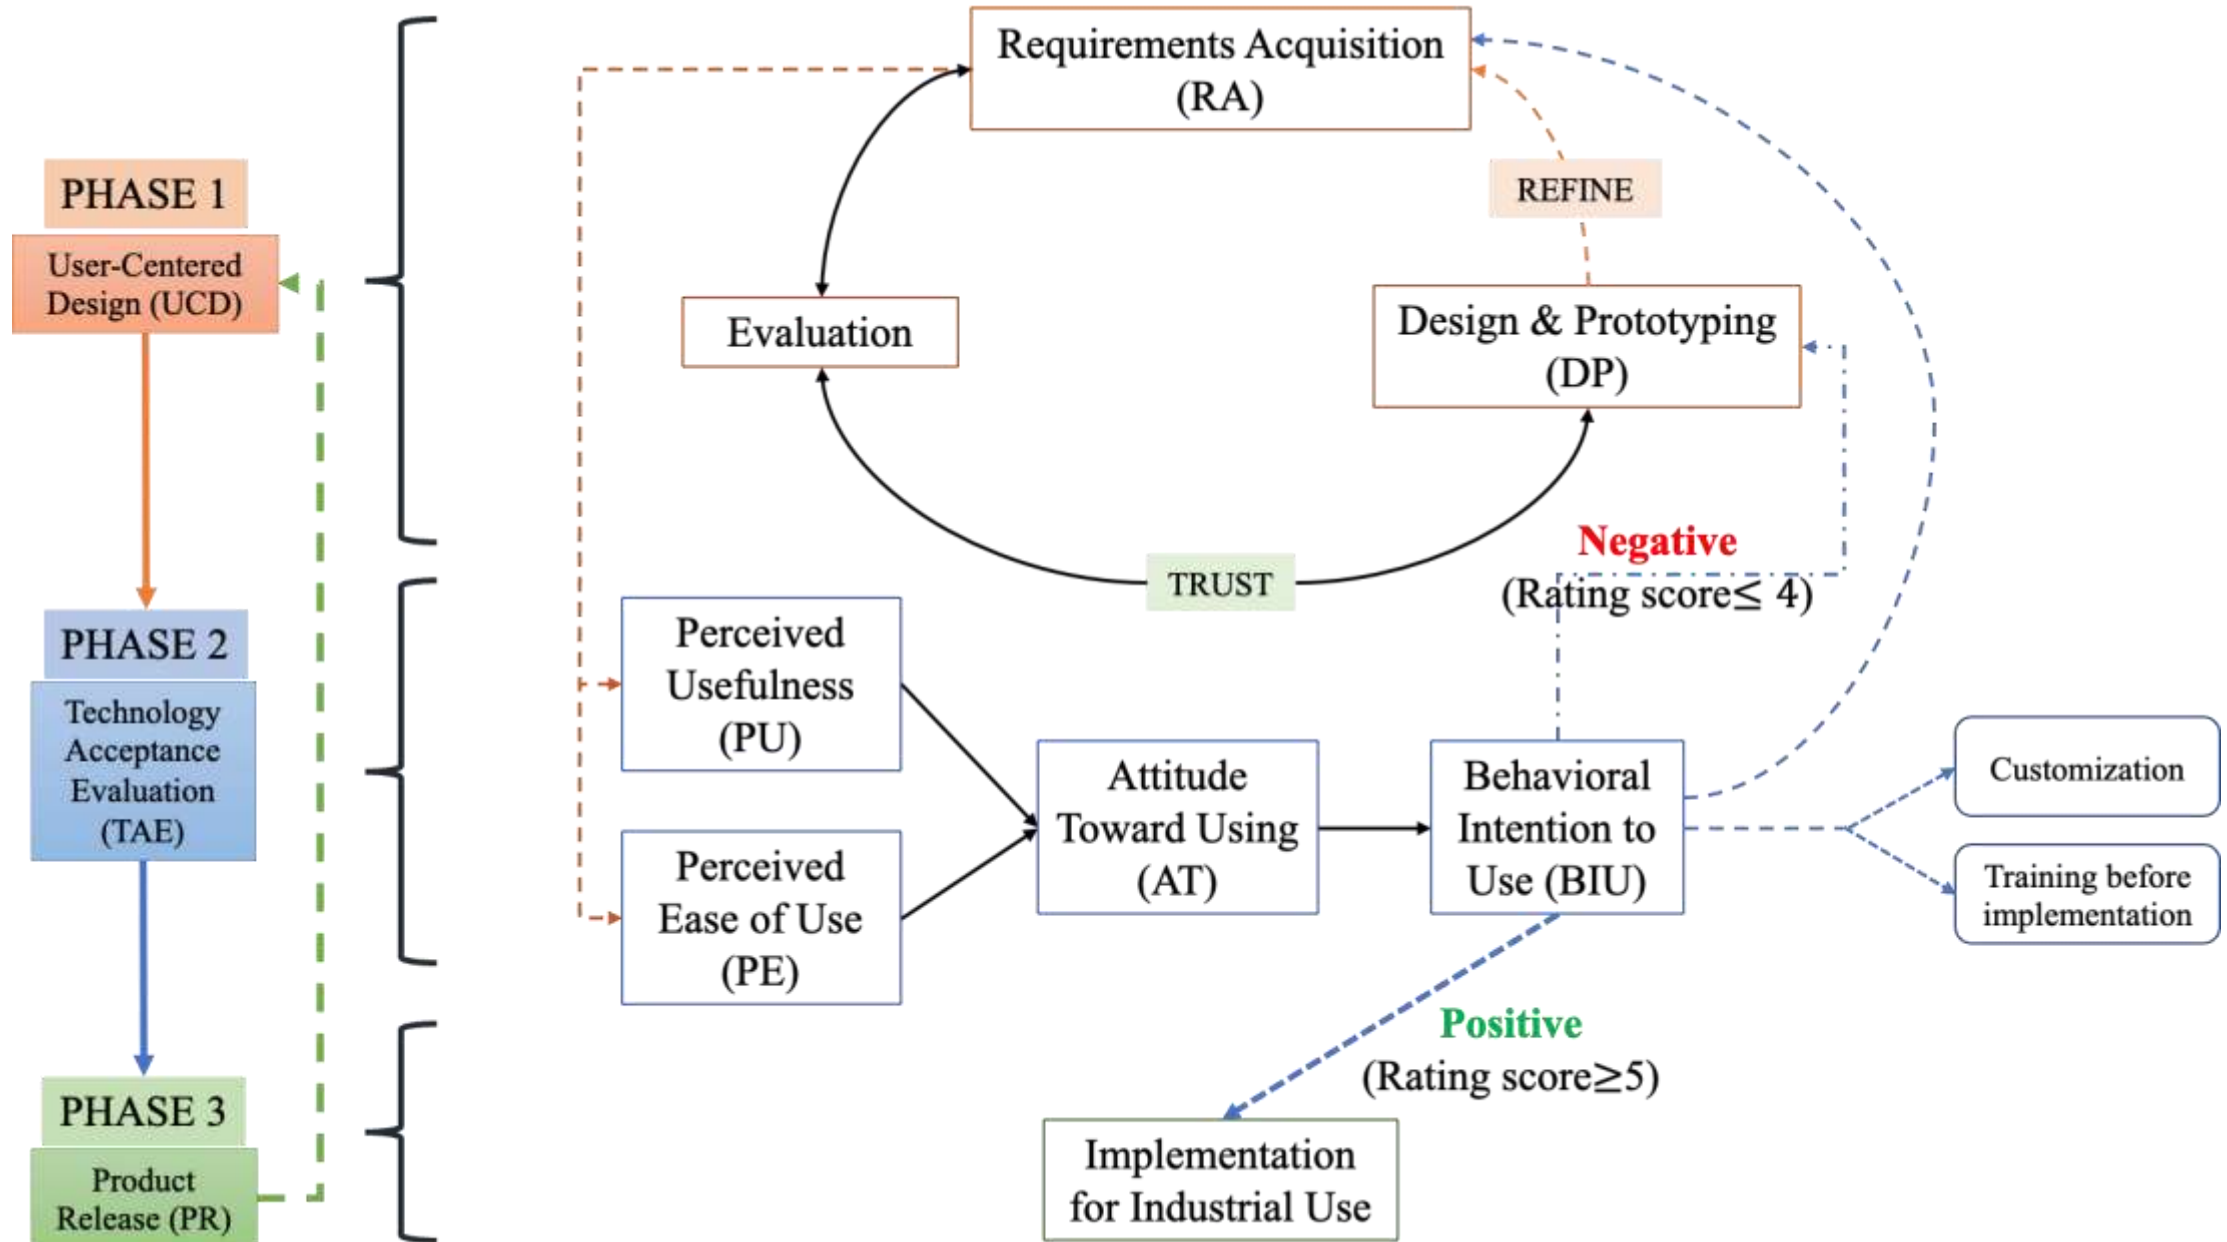 PHASE 1
User-Centered
Design (UCD)
PHASE 2
Technology
Acceptance
Evaluation
(TAE)
PHASE 3
Product
Release (PR)
Requirements Acquisition
(RA)
REFINE
Evaluation
Design & Prototyping
(DP)
TRUST
Negative
(Rating score≤ 4)
Perceived
Usefulness
(PU)
Perceived
Ease of Use
(PE)
Attitude
Toward Using
(AT)
Behavioral
Intention to
Use (BIU)
Customization
Training before
implementation
Positive
(Rating score≥5)
Implementation
for Industrial Use